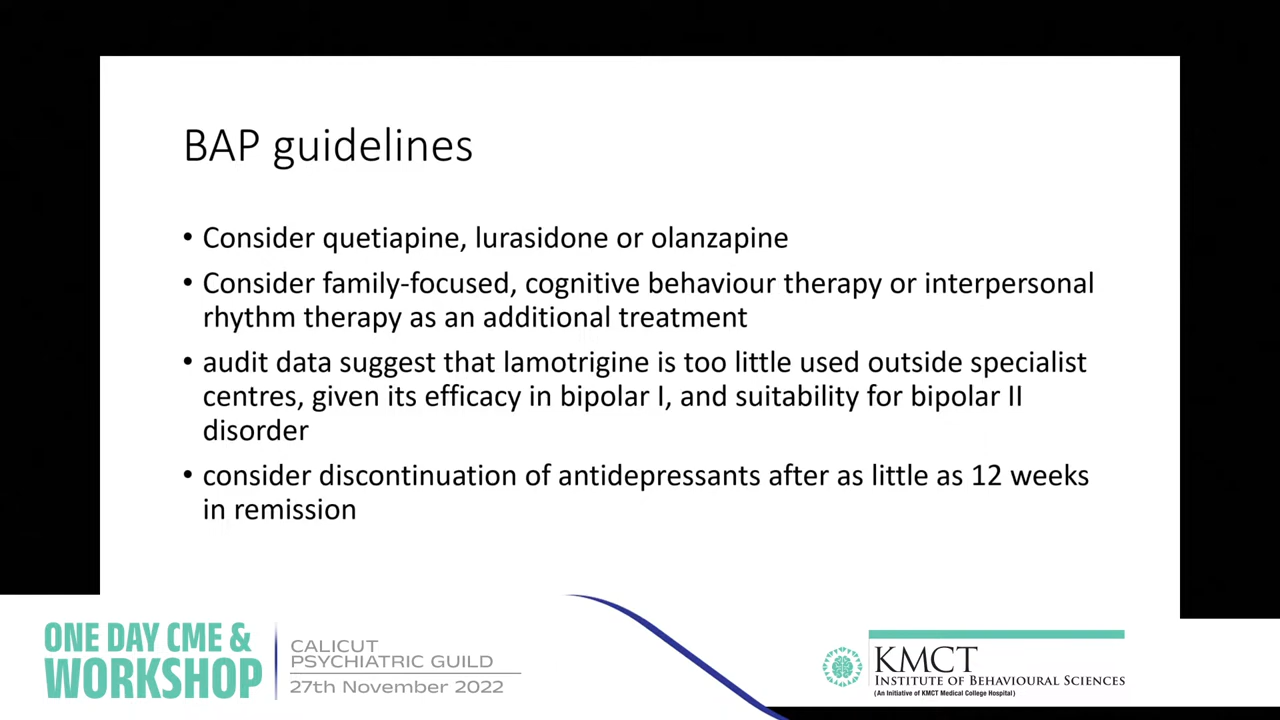 BAP guidelines
• Consider quetiapine, lurasidone or olanzapine
• Consider family-focused, cognitive behaviour therapy or interpersonal
rhythm therapy as an additional treatment
• audit data suggest that lamotrigine is too little used outside specialist
centres, given its efficacy in bipolar I, and suitability for bipolar II
disorder
• consider discontinuation of antidepressants after as little as 12 weeks
in remission
ONE DAY CME &
WORKSHOP
CALICUT
PSYCHIATRIC GUILD
27th November 2022
KMCT
INSTITUTE OF BEHAVIOURAL SCIENCES
(An Initiative of KMCT Medical College Hospital)